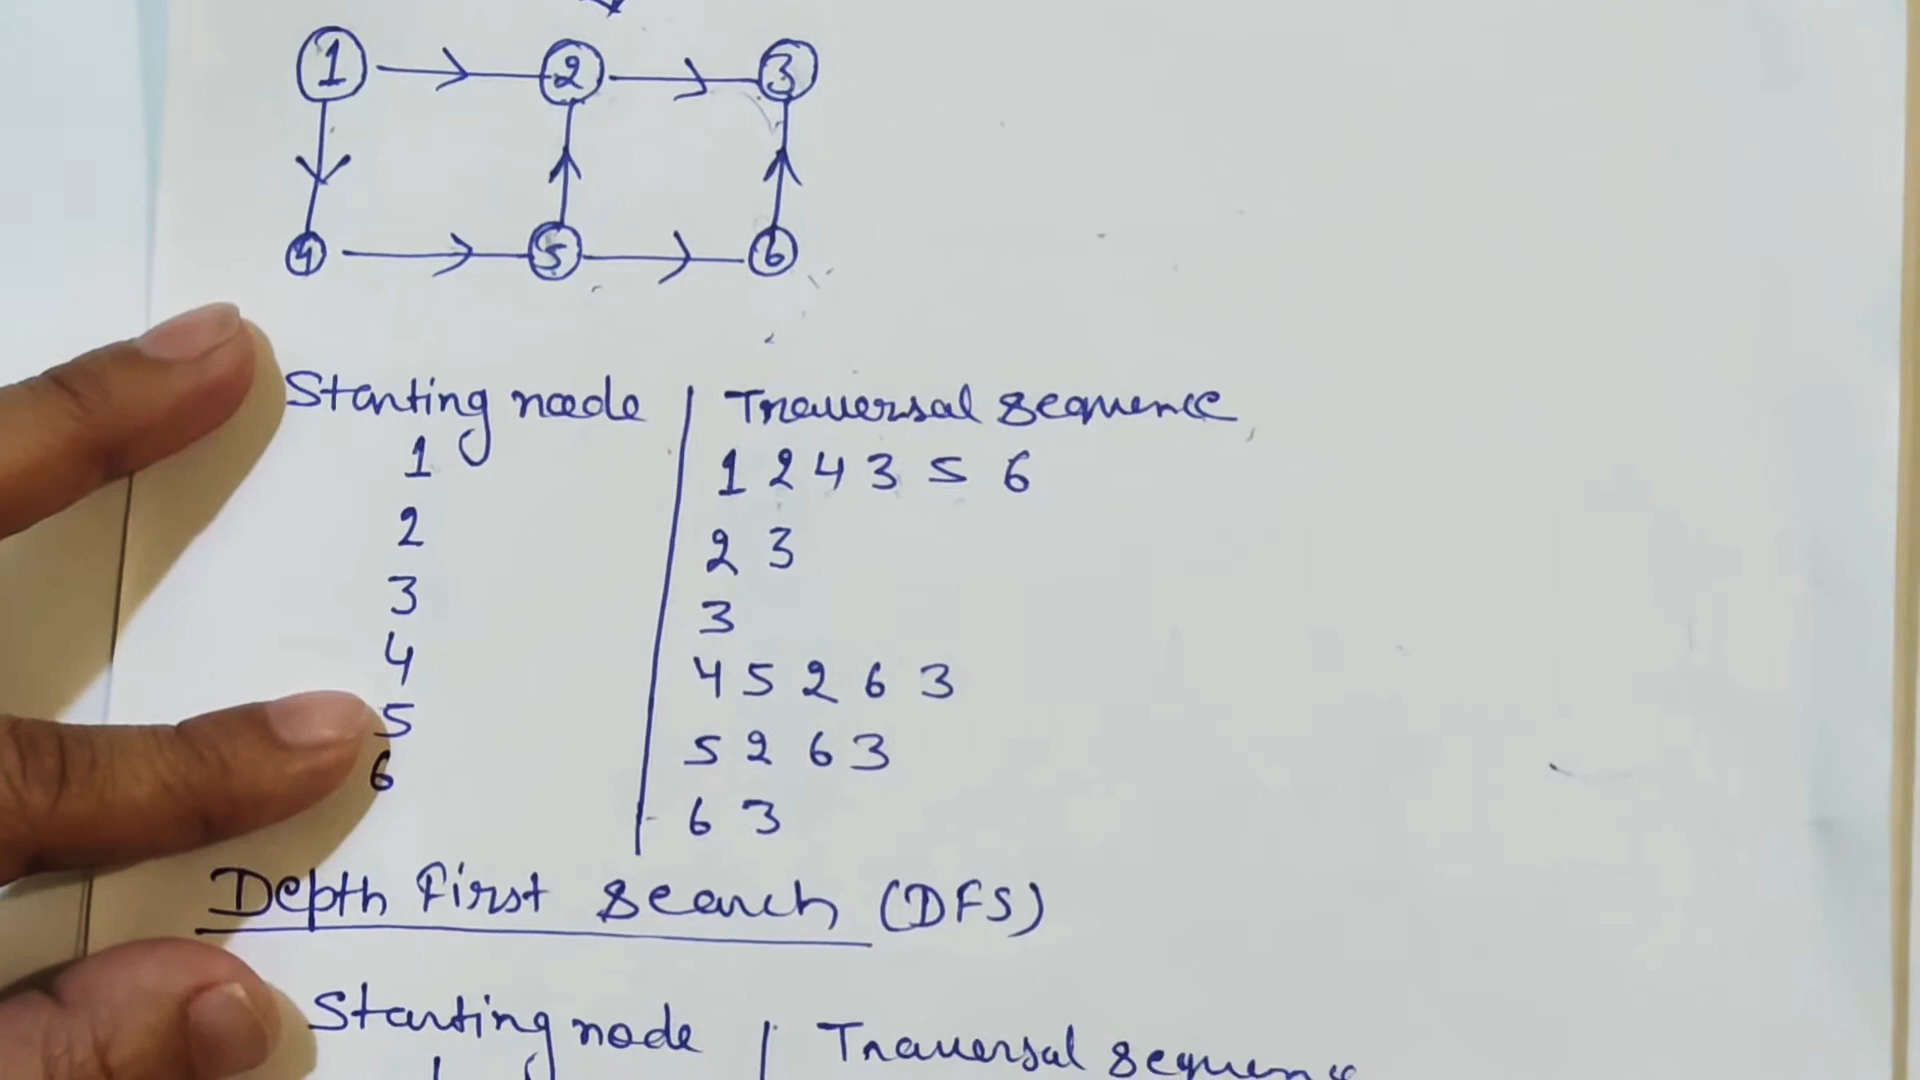 1 2 3
4 5 6
Starting node | Traversal sequence
1 1 2 4 3 5 6
2 2 3
3 3
4 4 5 2 6 3
5 5 2 6 3
6 6 3
Depth First Search (DFS)
Starting node | Traversal sequence